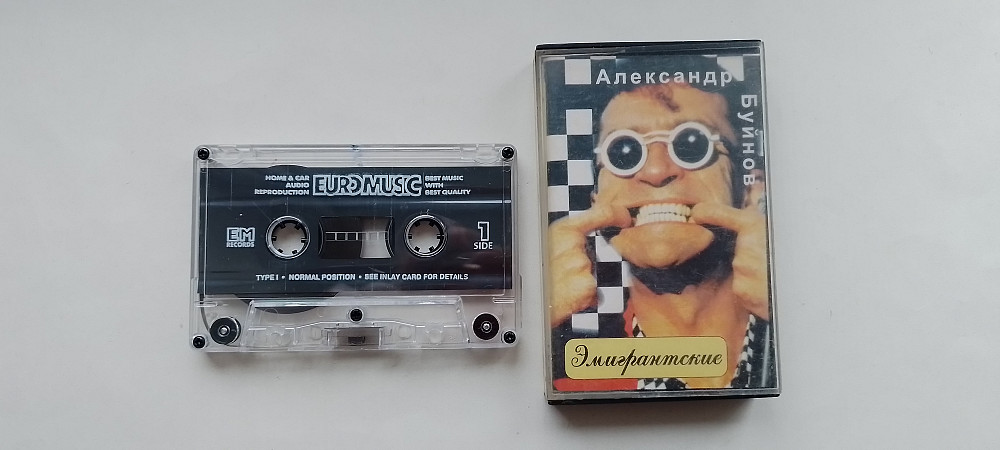 HOME & CAR
AUDIO
REPRODUCTION
EUROMUSIC
BEST MUSIC
WITH
BEST QUALITY
EM
RECORDS
1
SIDE
TYPE I • NORMAL POSITION • SEE INLAY CARD FOR DETAILS
Александр
Буйнов
Эмигрантские